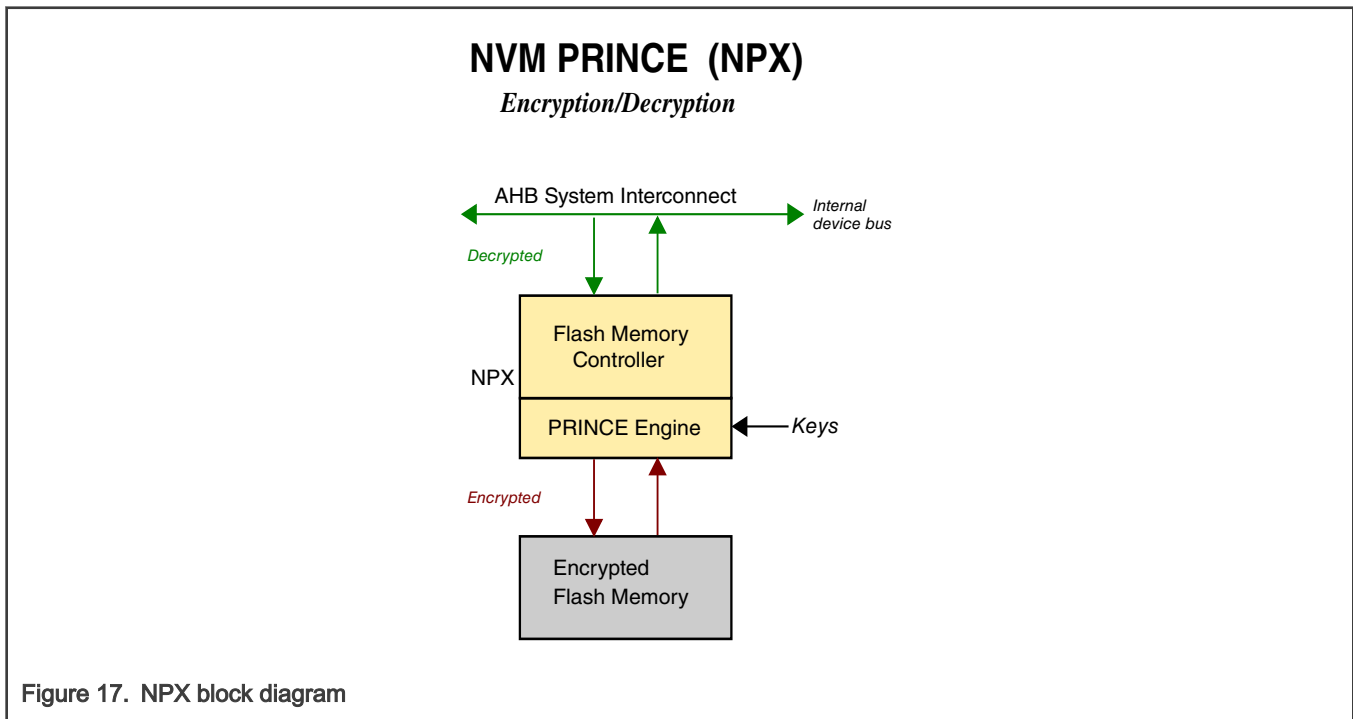 NVM PRINCE (NPX)
Encryption/Decryption
AHB System Interconnect
Internal
device bus
Decrypted
Flash Memory
Controller
NPX
PRINCE Engine
Keys
Encrypted
Encrypted
Flash Memory
Figure 17. NPX block diagram